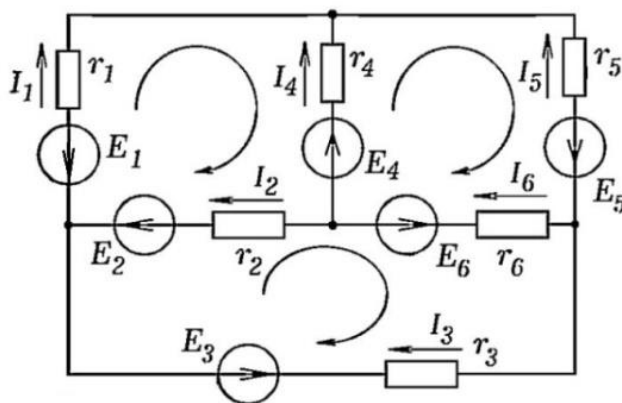 I₁ r₁ I₄ r₄ I₅ r₅
E₁ E₄ E₅
I₂ I₆
E₂ r₂ E₆ r₆
E₃ I₃ r₃